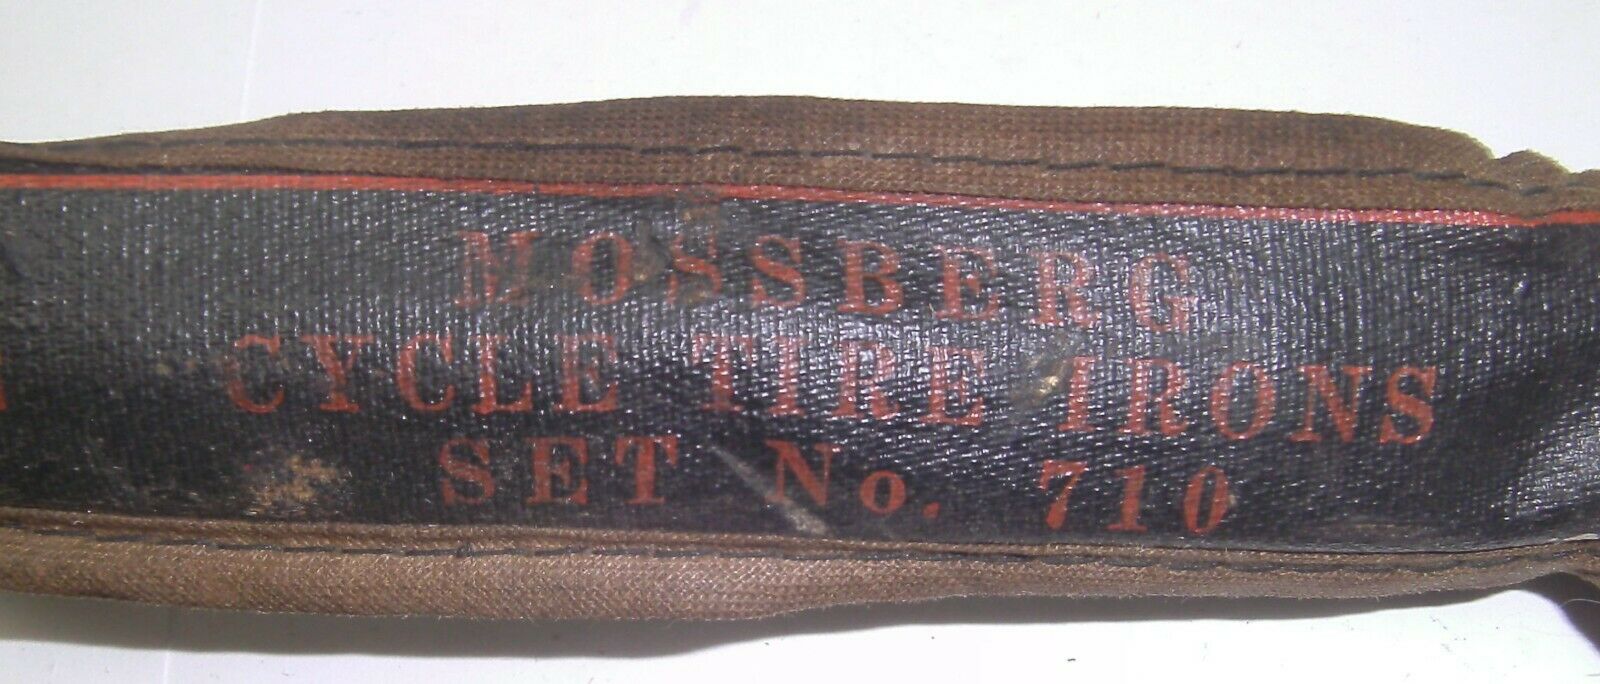 MOSSBERG
CYCLE TIRE IRONS
SET No. 710